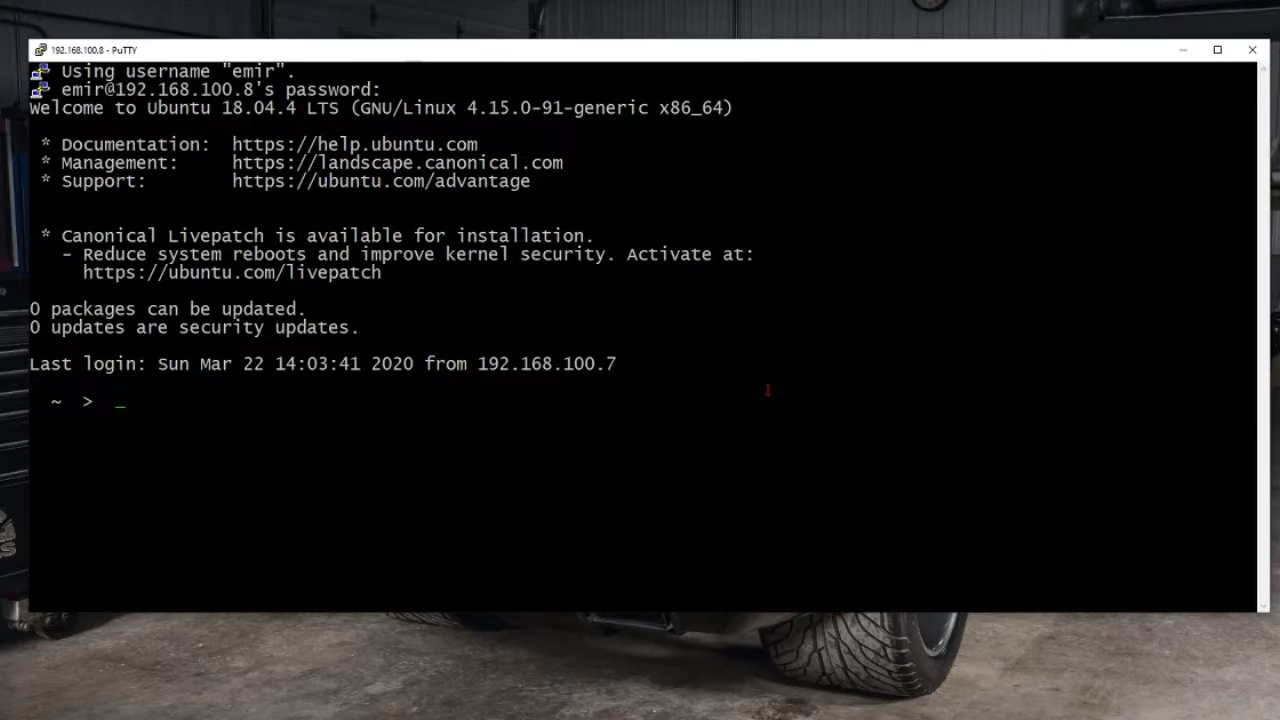 192.168.100.8 - PuTTY
Using username "emir".
emir@192.168.100.8's password:
Welcome to Ubuntu 18.04.4 LTS (GNU/Linux 4.15.0-91-generic x86_64)
* Documentation:  https://help.ubuntu.com
* Management:     https://landscape.canonical.com
* Support:        https://ubuntu.com/advantage
* Canonical Livepatch is available for installation.
- Reduce system reboots and improve kernel security. Activate at:
https://ubuntu.com/livepatch
0 packages can be updated.
0 updates are security updates.
Last login: Sun Mar 22 14:03:41 2020 from 192.168.100.7
~ > _